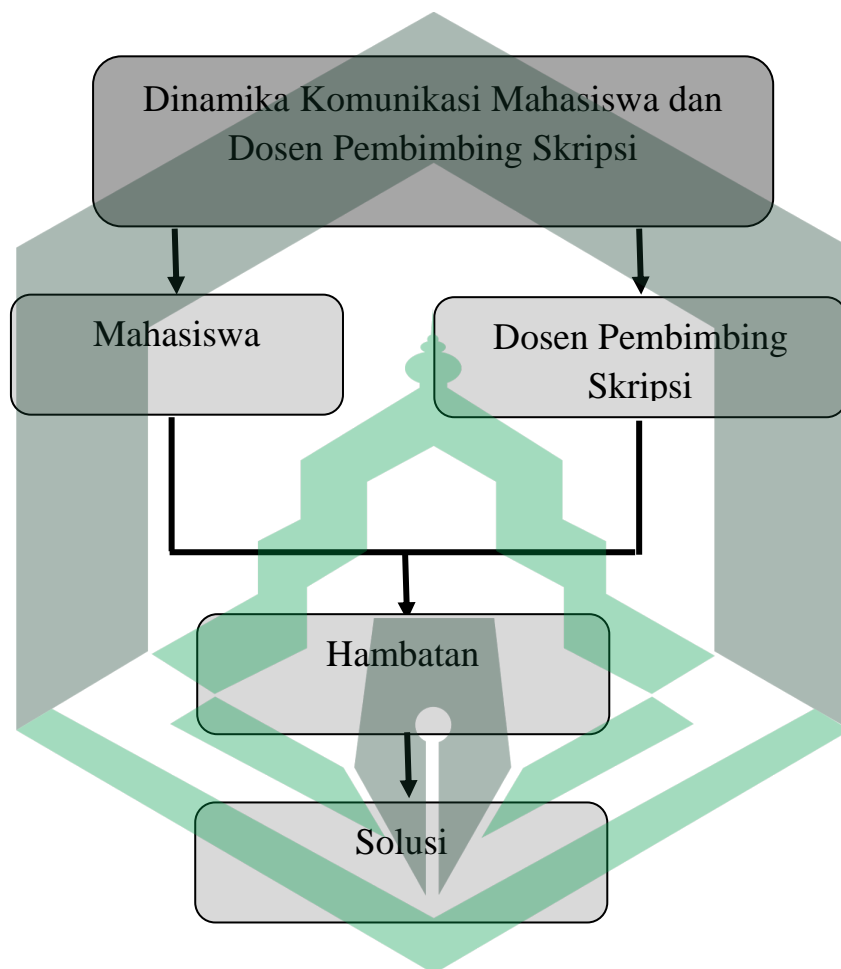 Dinamika Komunikasi Mahasiswa dan
Dosen Pembimbing Skripsi
Mahasiswa
Dosen Pembimbing
Skripsi
Hambatan
Solusi